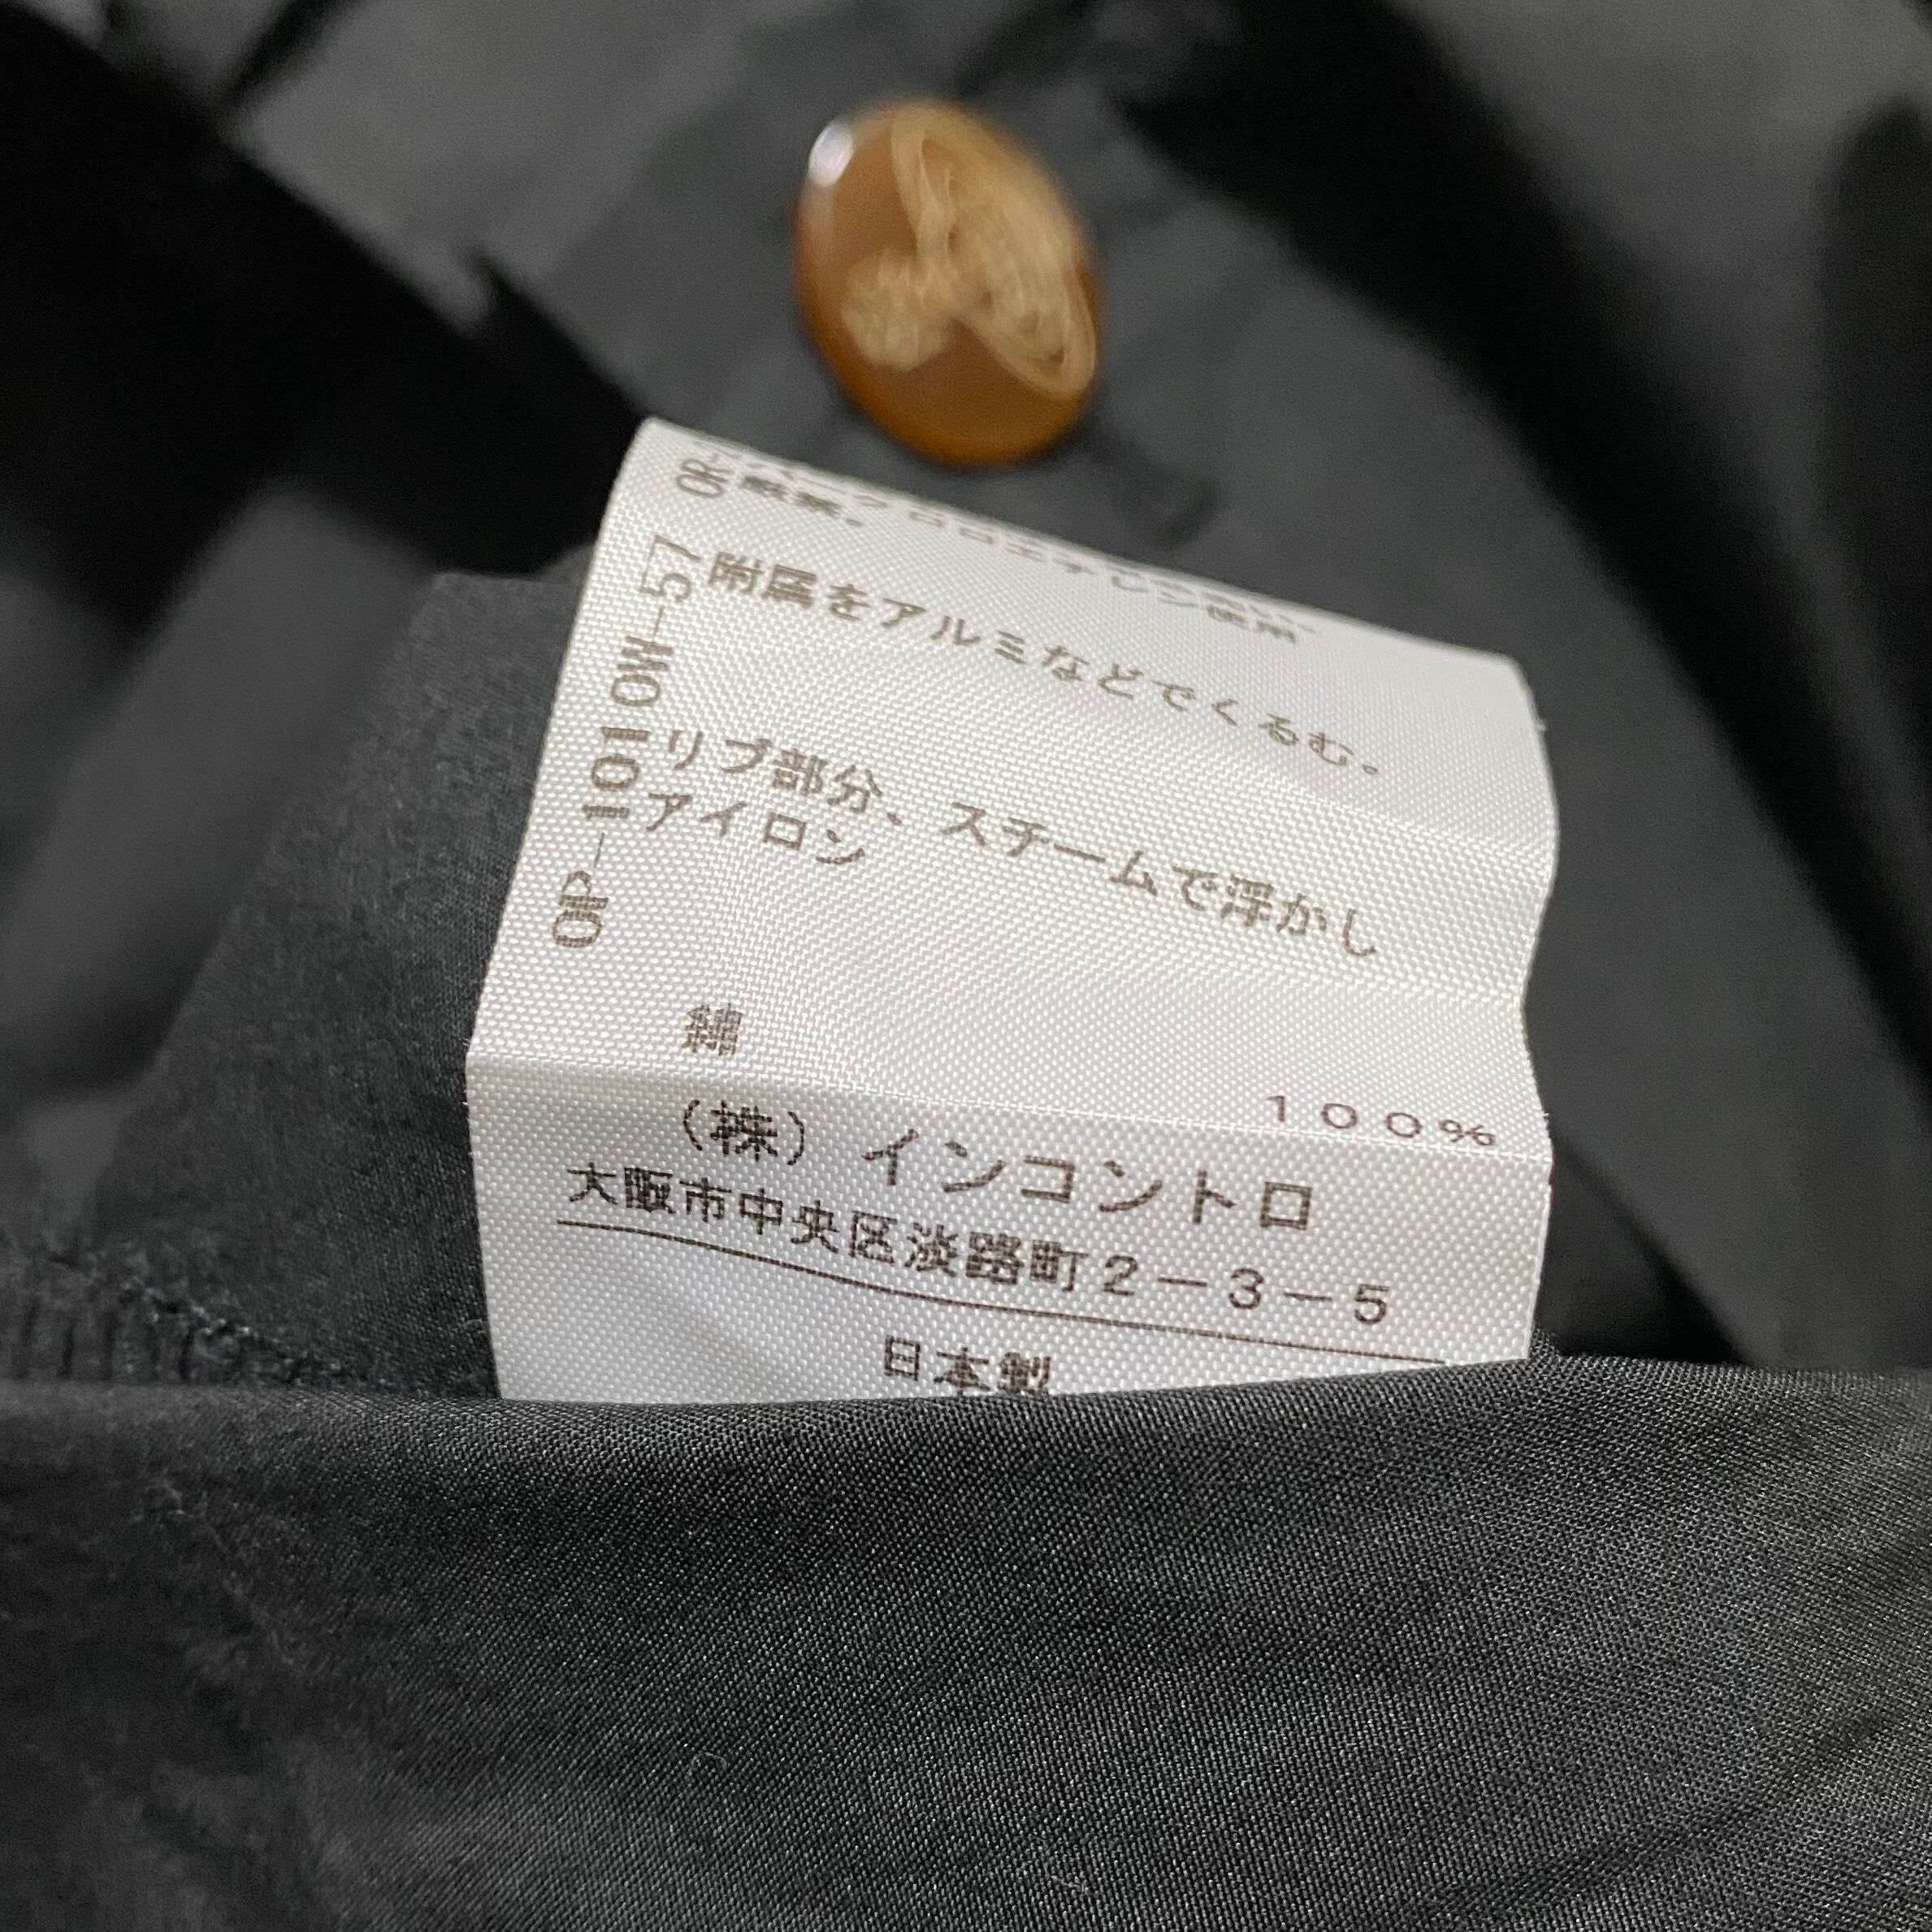 附属をアルミなどでくるむ。
リブ部分、スチームで浮かし
アイロン
綿 100%
(株)インコントロ
大阪市中央区淡路町2-3-5
日本製
OP-1010W-57
OR-